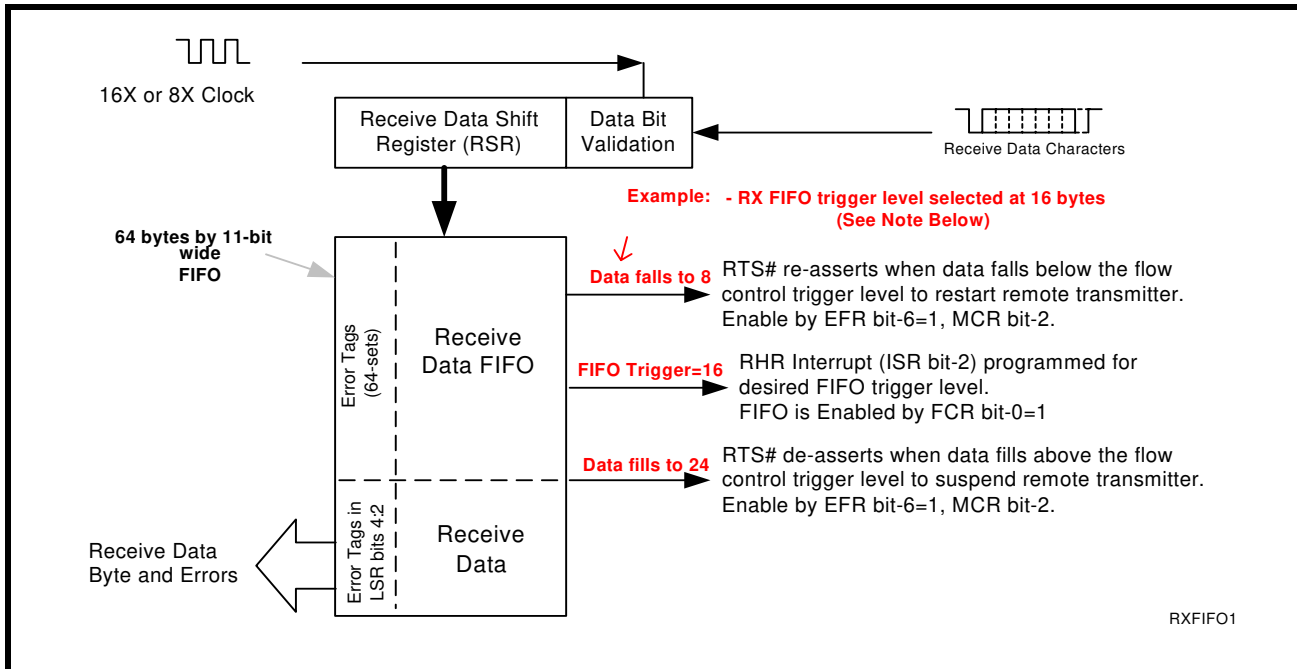 16X or 8X Clock
Receive Data Shift
Register (RSR)
Data Bit
Validation
Receive Data Characters
Example: - RX FIFO trigger level selected at 16 bytes
(See Note Below)
64 bytes by 11-bit
wide
FIFO
Error Tags
(64-sets)
Receive
Data FIFO
Data falls to 8
RTS# re-asserts when data falls below the flow
control trigger level to restart remote transmitter.
Enable by EFR bit-6=1, MCR bit-2.
FIFO Trigger=16
RHR Interrupt (ISR bit-2) programmed for
desired FIFO trigger level.
FIFO is Enabled by FCR bit-0=1
Data fills to 24
RTS# de-asserts when data fills above the flow
control trigger level to suspend remote transmitter.
Enable by EFR bit-6=1, MCR bit-2.
Error Tags in
LSR bits 4:2
Receive
Data
Receive Data
Byte and Errors
RXFIFO1